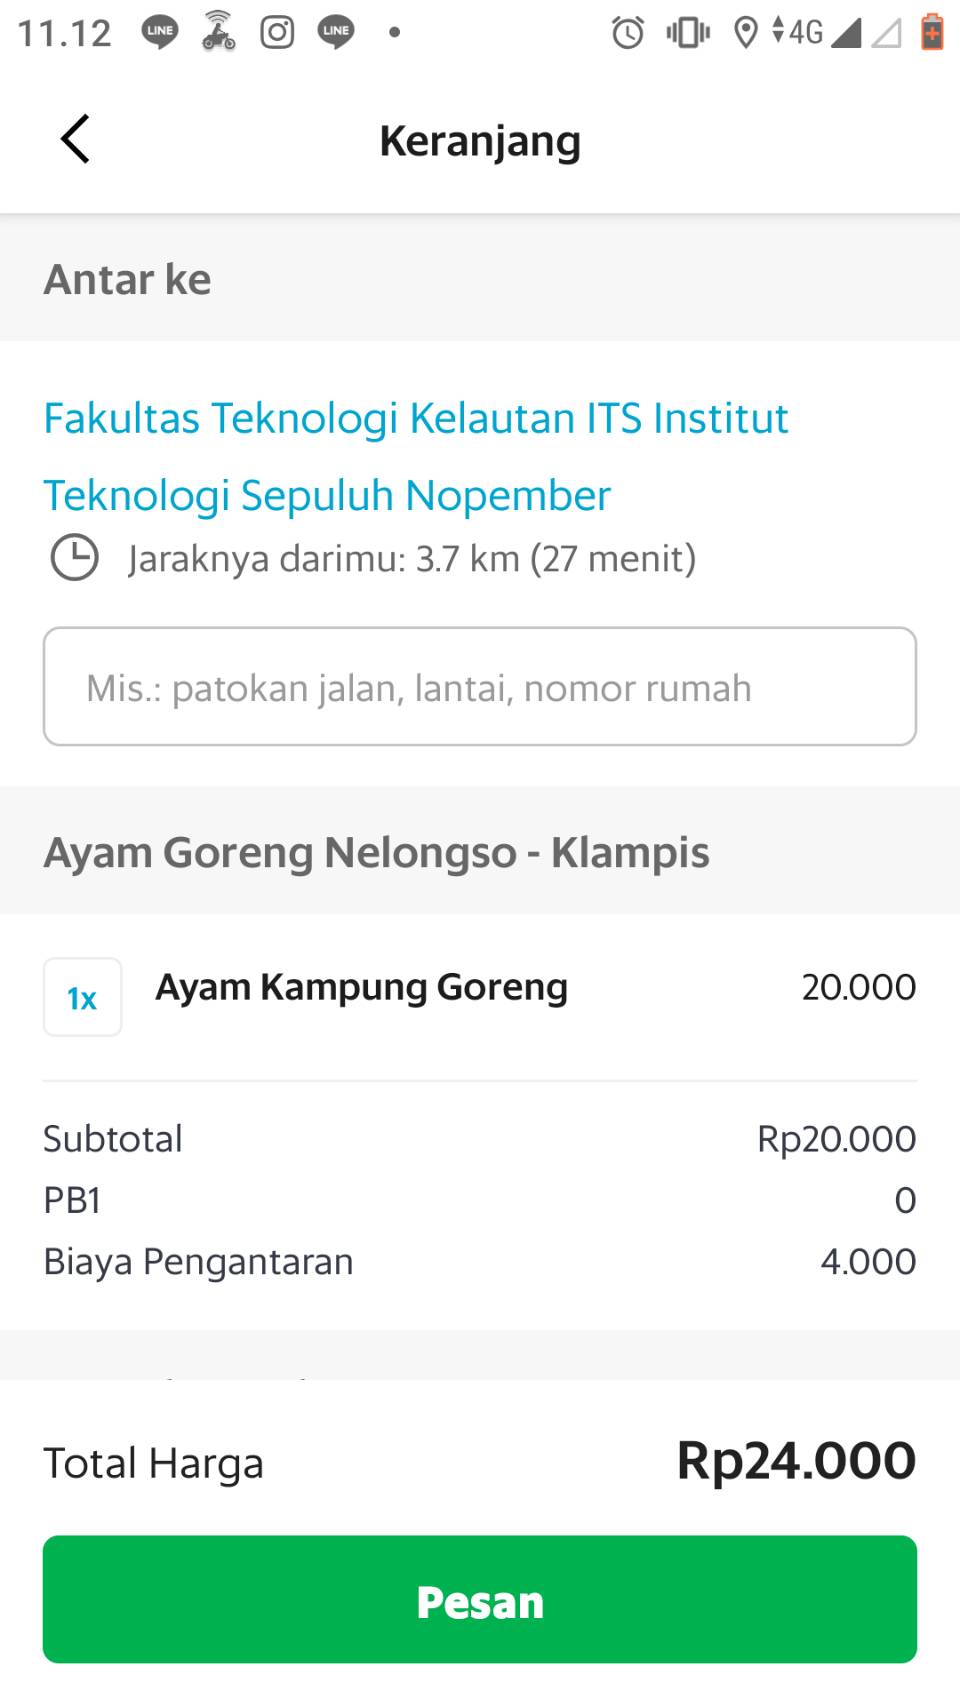 11.12 LINE LINE 4G
Keranjang
Antar ke
Fakultas Teknologi Kelautan ITS Institut
Teknologi Sepuluh Nopember
Jaraknya darimu: 3.7 km (27 menit)
Mis.: patokan jalan, lantai, nomor rumah
Ayam Goreng Nelongso - Klampis
1x Ayam Kampung Goreng 20.000
Subtotal Rp20.000
PB1 0
Biaya Pengantaran 4.000
Total Harga Rp24.000
Pesan